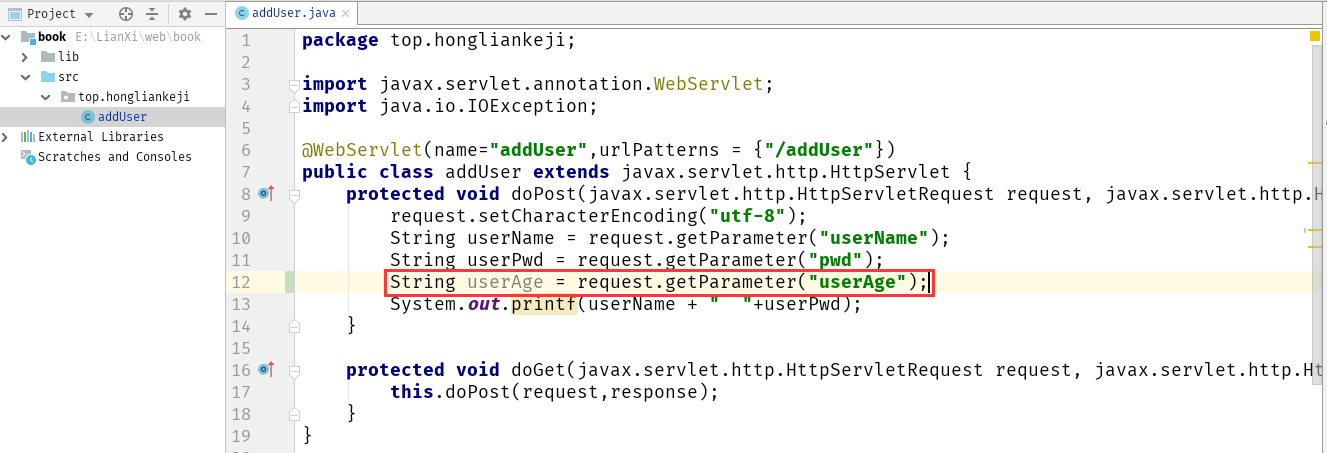 Project
addUser.java
book E:\LianXi\web\book
lib
src
top.hongliankeji
addUser
External Libraries
Scratches and Consoles
1 package top.hongliankeji;
2
3 import javax.servlet.annotation.WebServlet;
4 import java.io.IOException;
5
6 @WebServlet(name="addUser",urlPatterns = {"/addUser"})
7 public class addUser extends javax.servlet.http.HttpServlet {
8 protected void doPost(javax.servlet.http.HttpServletRequest request, javax.servlet.http.H
9 request.setCharacterEncoding("utf-8");
10 String userName = request.getParameter("userName");
11 String userPwd = request.getParameter("pwd");
12 String userAge = request.getParameter("userAge");
13 System.out.printf(userName + "  "+userPwd);
14 }
15
16 protected void doGet(javax.servlet.http.HttpServletRequest request, javax.servlet.http.Ht
17 this.doPost(request,response);
18 }
19 }